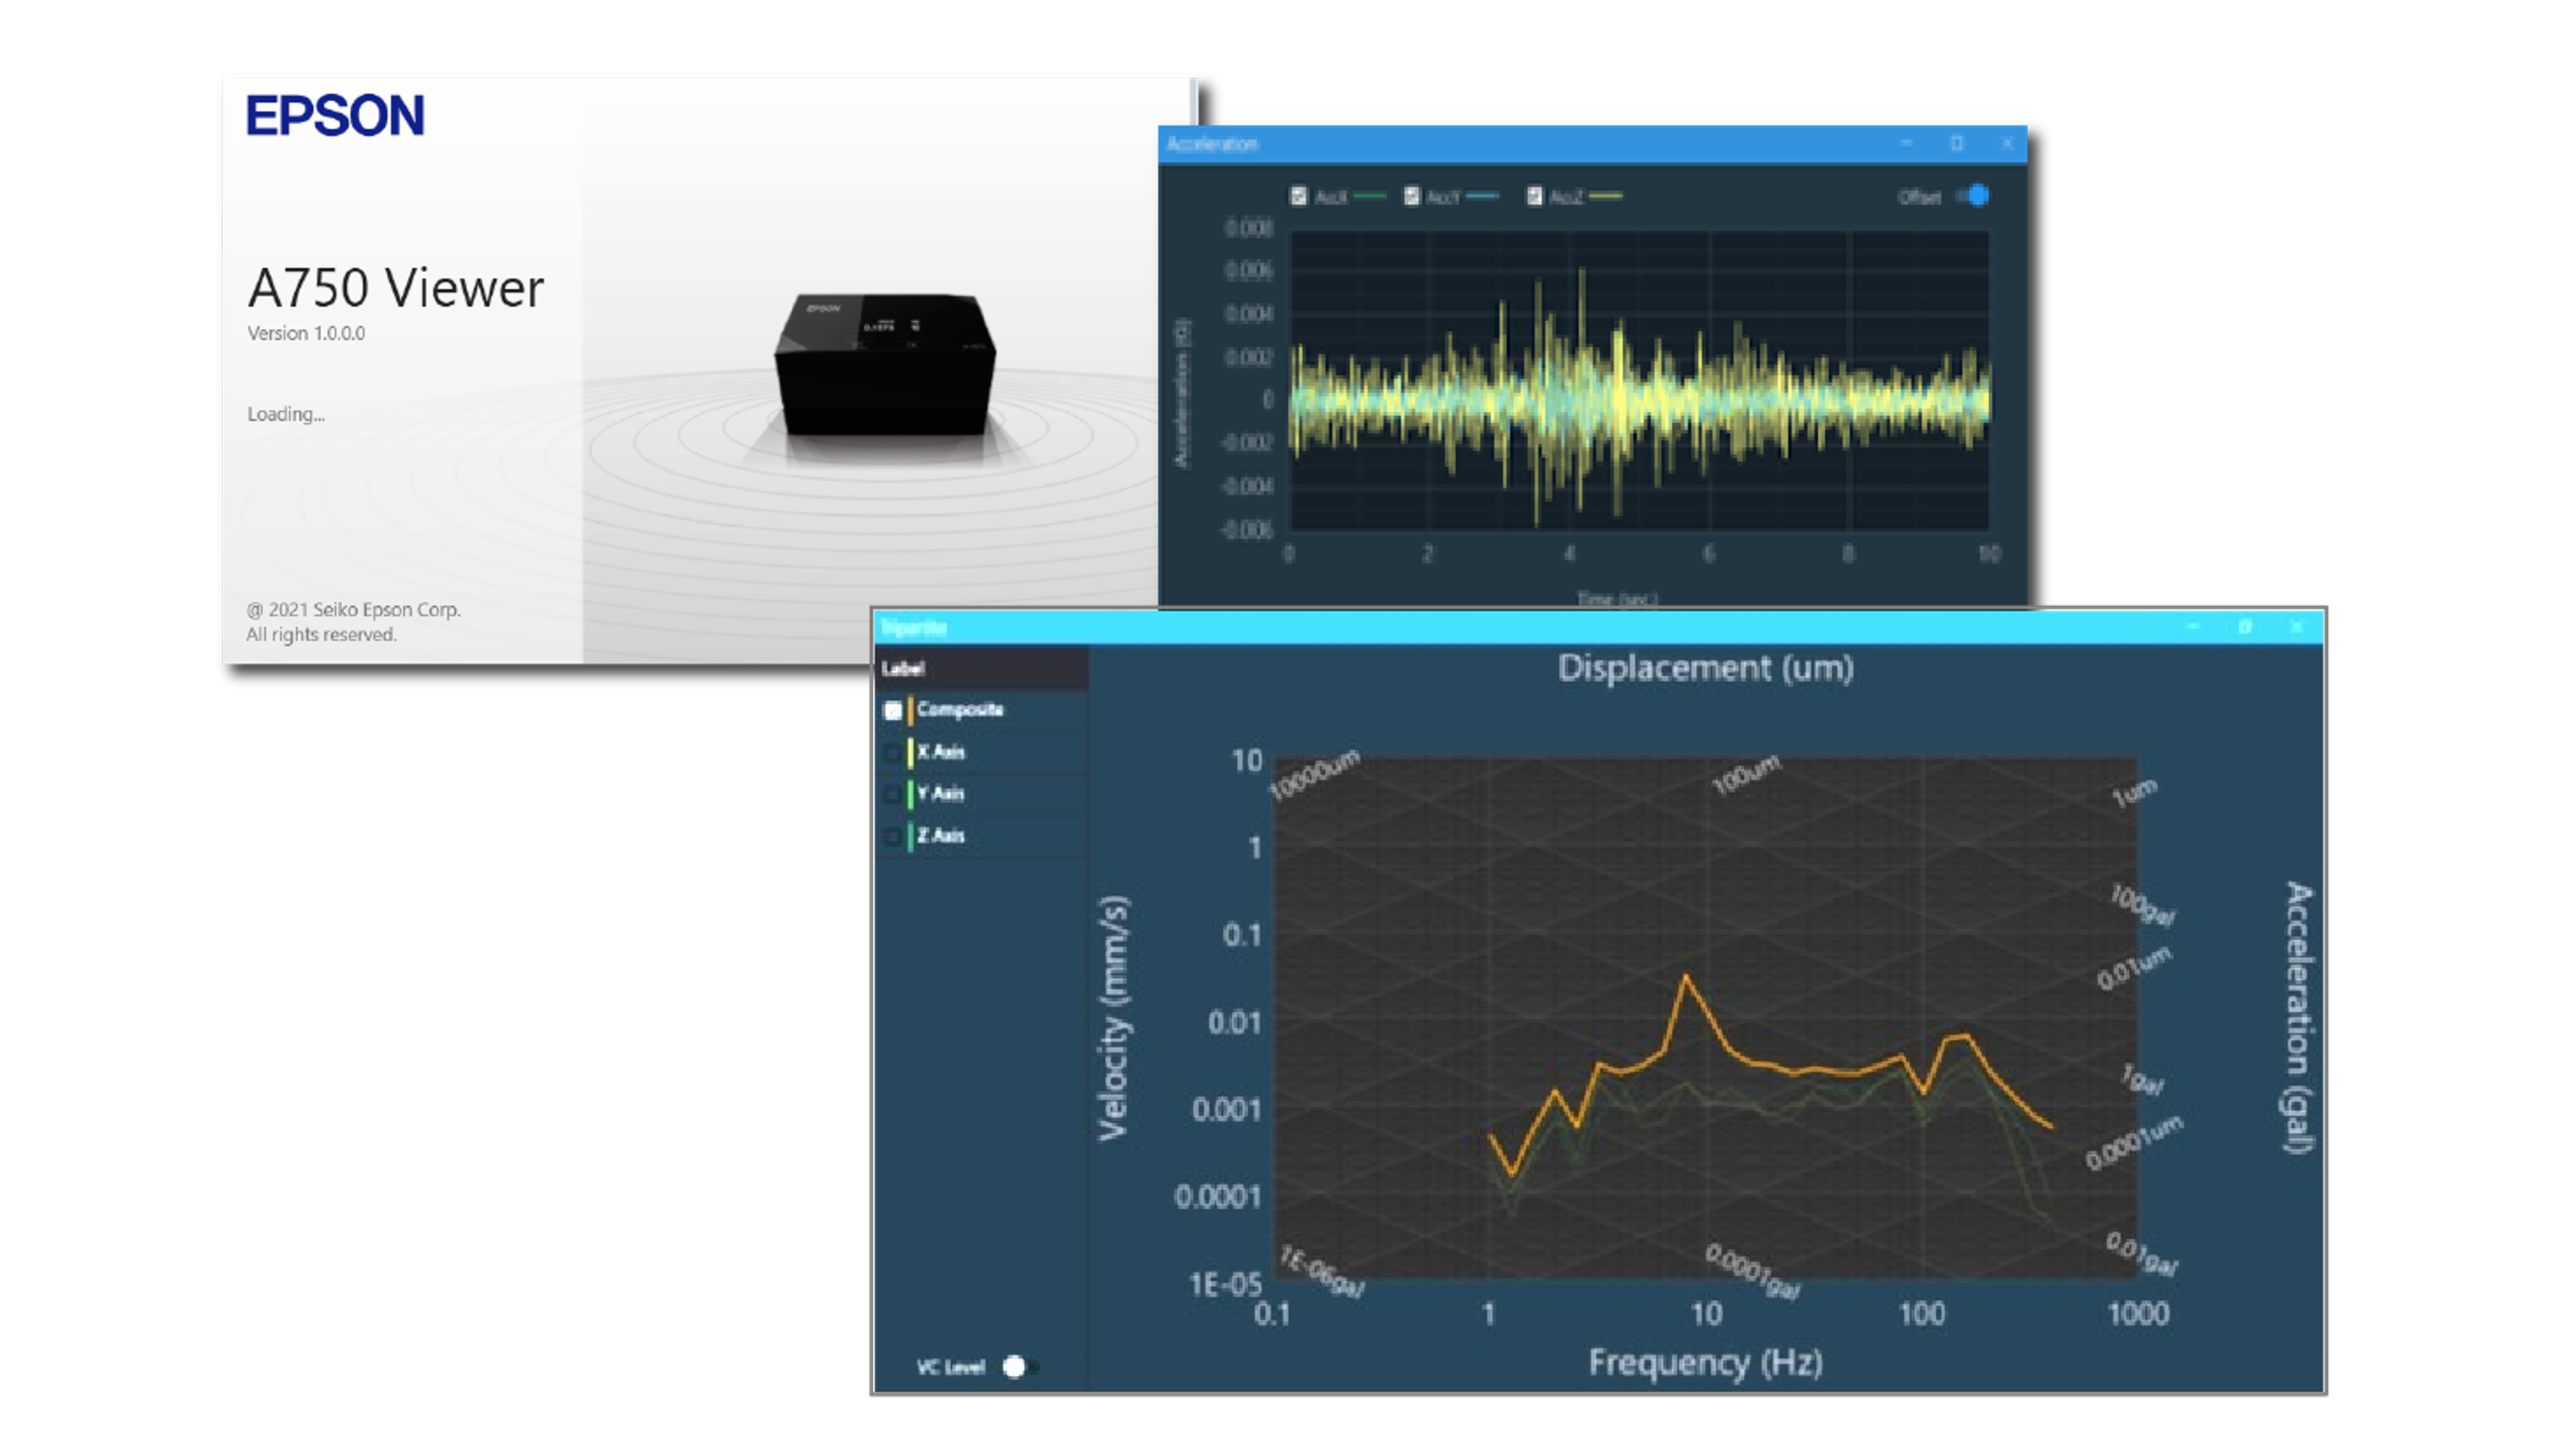 EPSON
A750 Viewer
Version 1.0.0.0
Loading...
@ 2021 Seiko Epson Corp.
All rights reserved.
EPSON
Acceleration
AccX AccY AccZ Offset
0.008
0.006
0.004
0.002
0
-0.002
-0.004
-0.006
Acceleration (G)
0 2 4 6 8 10
Time (sec)
Tripartite
Label
Composite
X Axis
Y Axis
Z Axis
VC Level
Displacement (um)
10000um 100um 1um
10
1
0.1
0.01
0.001
0.0001
1E-05
Velocity (mm/s)
100gal
0.01um
1gal
0.0001um
0.01gal
1E-06gal 0.0001gal
Acceleration (gal)
0.1 1 10 100 1000
Frequency (Hz)